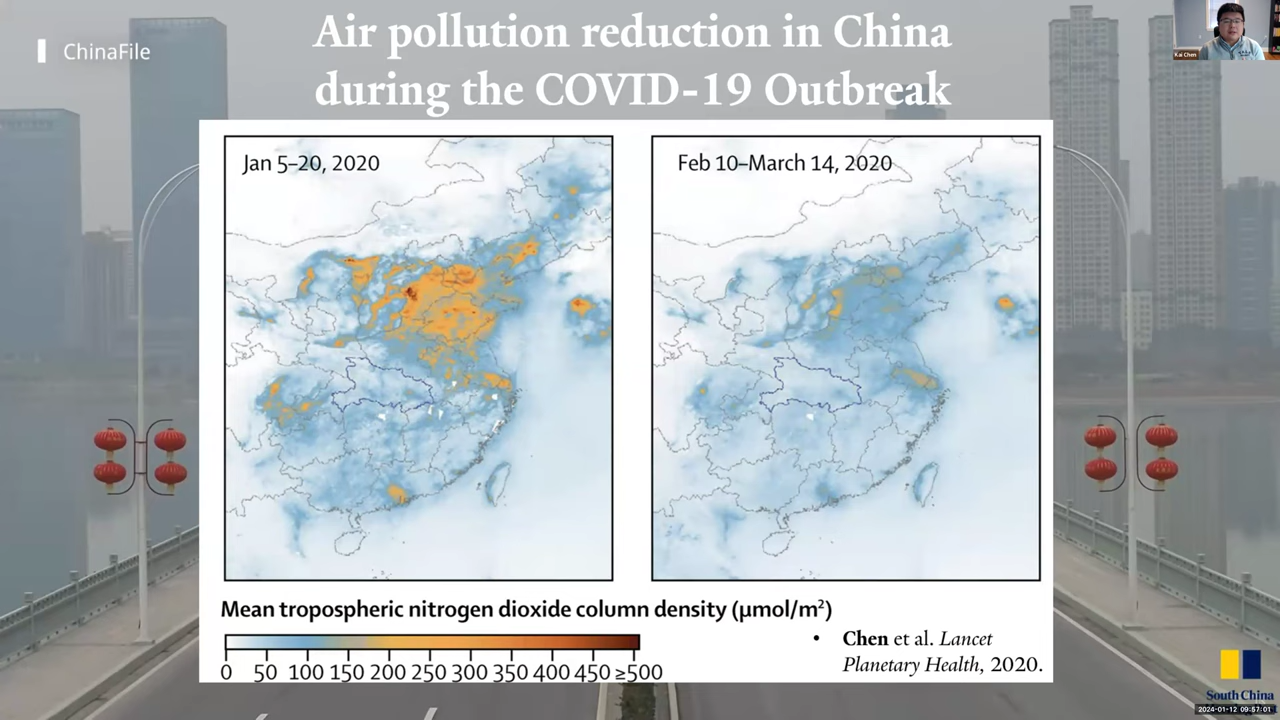 ChinaFile
Air pollution reduction in China
during the COVID-19 Outbreak
Kai Chen
Jan 5–20, 2020
Feb 10–March 14, 2020
Mean tropospheric nitrogen dioxide column density (µmol/m²)
0 50 100 150 200 250 300 350 400 450 ≥500
• Chen et al. Lancet
Planetary Health, 2020.
South China
2024-01-12 09:57:01